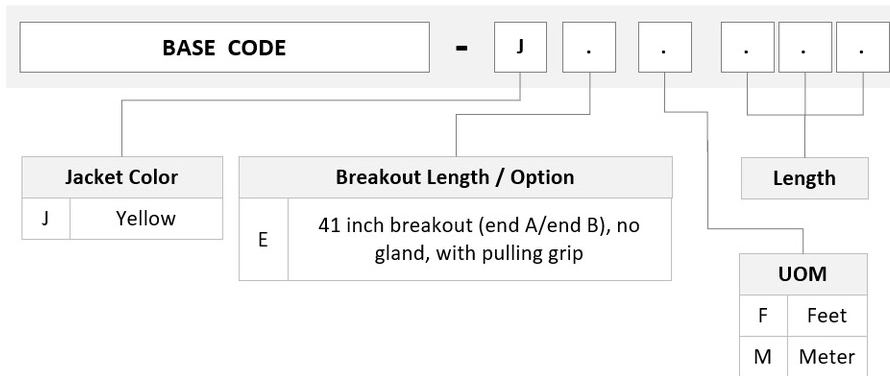 BASE CODE - J . . . . .
Jacket Color
J Yellow
Breakout Length / Option
E 41 inch breakout (end A/end B), no
gland, with pulling grip
Length
UOM
F Feet
M Meter